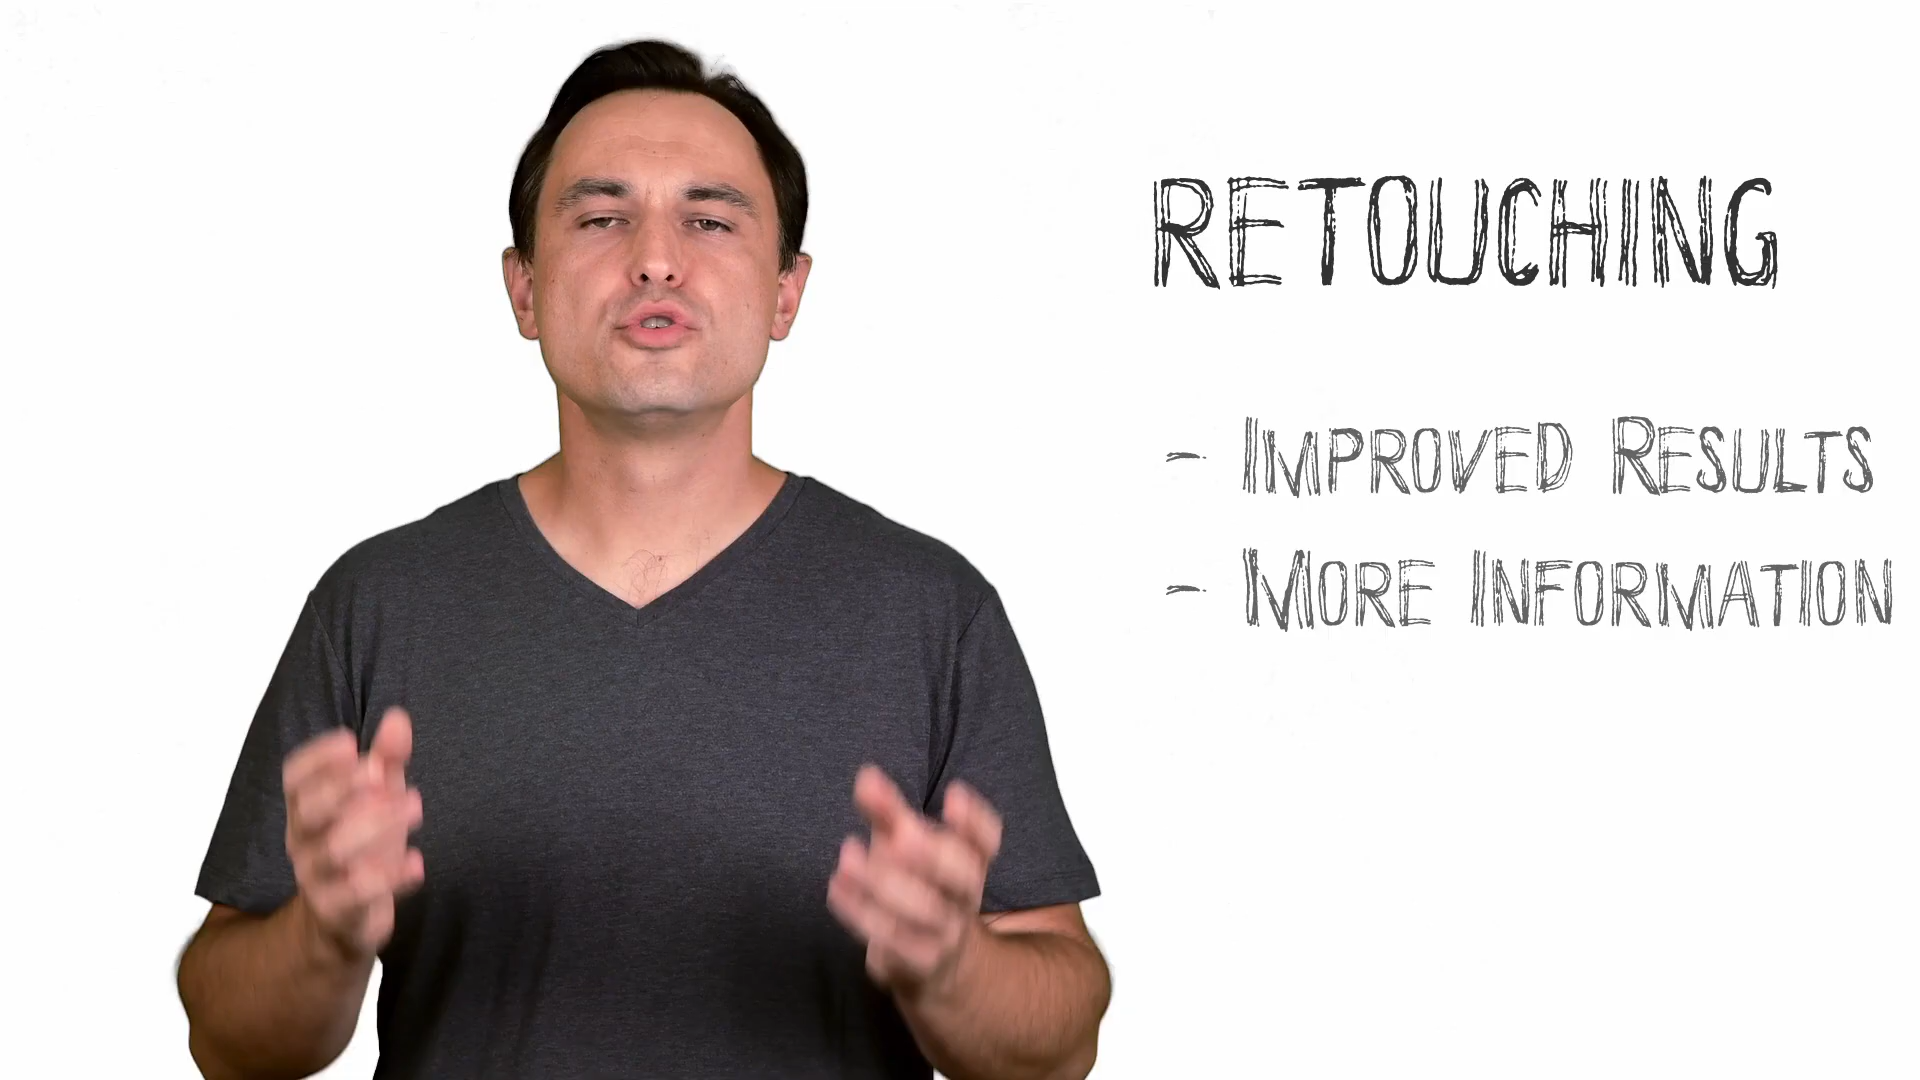 RETOUCHING
- IMPROVED RESULTS
- MORE INFORMATION